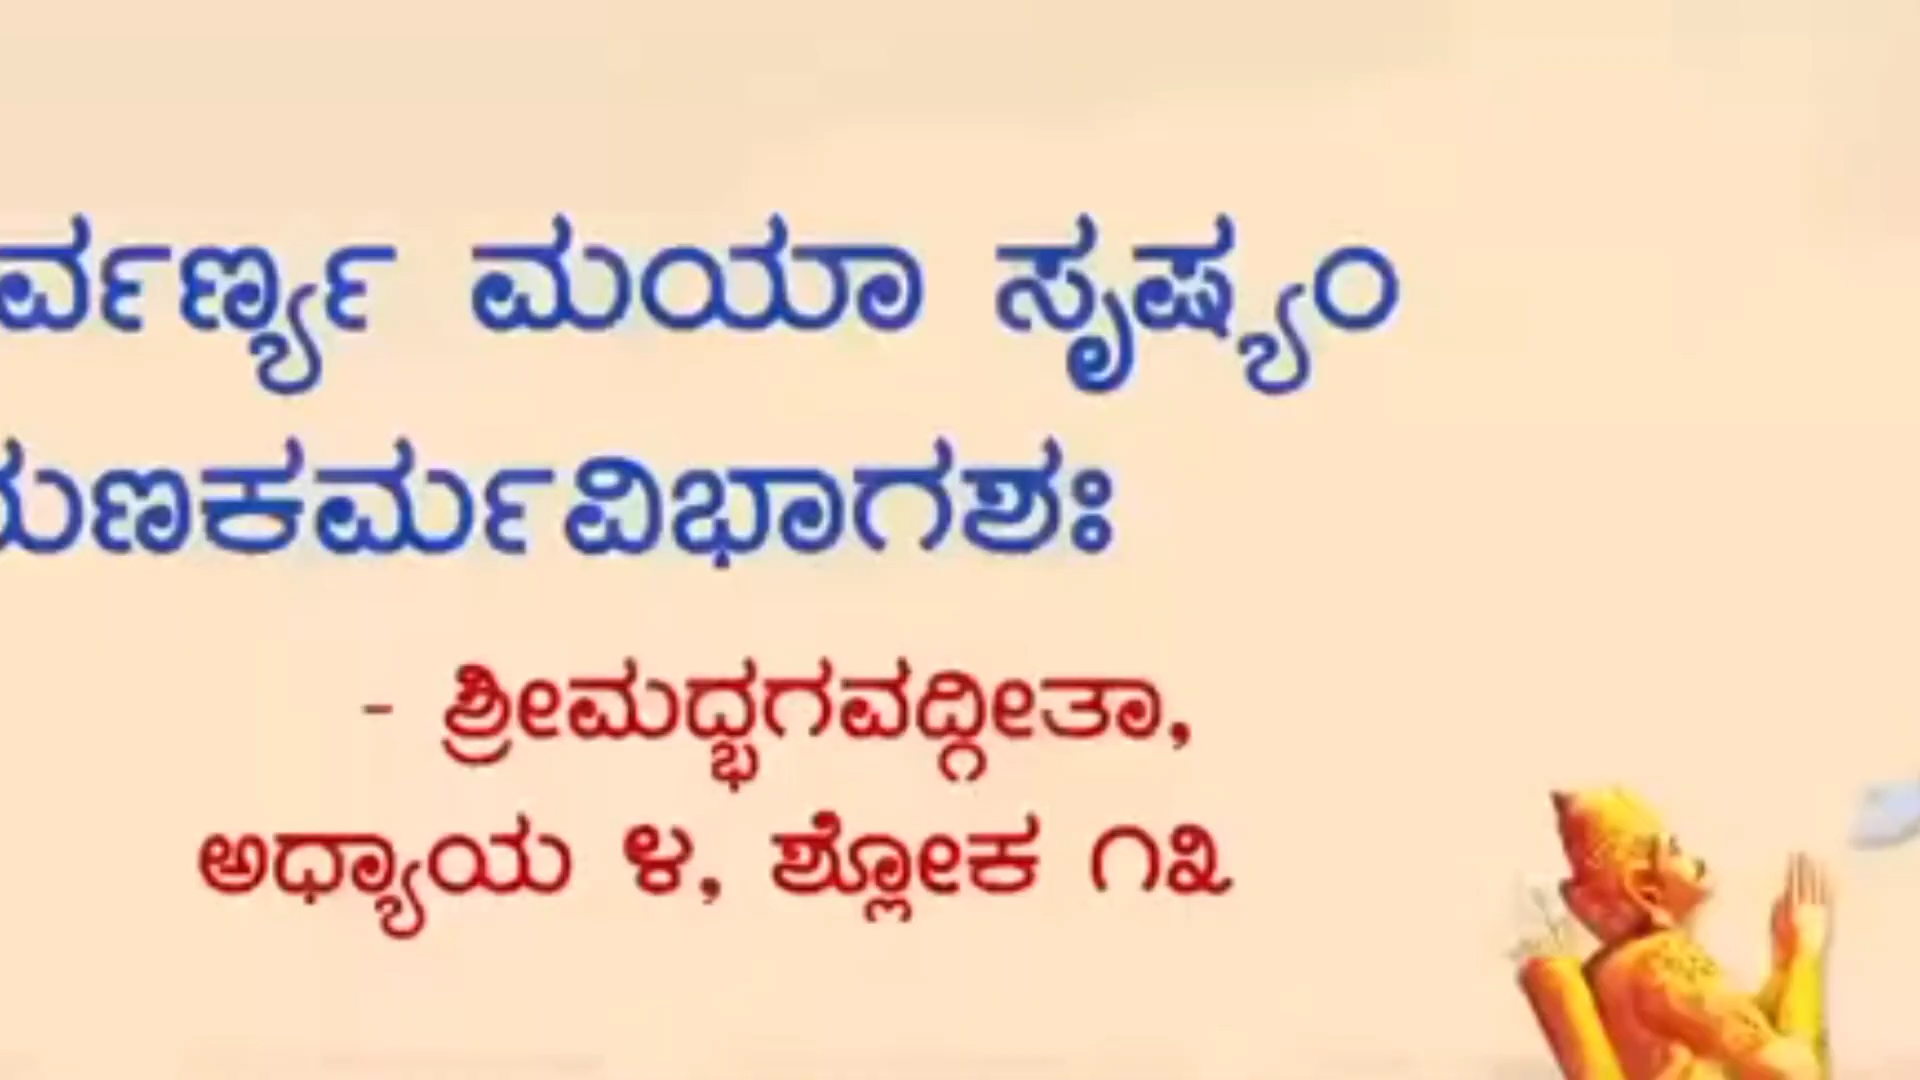 ರ್ವರ್ಣ್ಯ ಮಯಾ ಸೃಷ್ಯಂ
ಣಕರ್ಮವಿಭಾಗಶಃ
- ಶ್ರೀಮದ್ಭಗವದ್ಗೀತಾ,
ಅಧ್ಯಾಯ ೪, ಶ್ಲೋಕ ೧೩